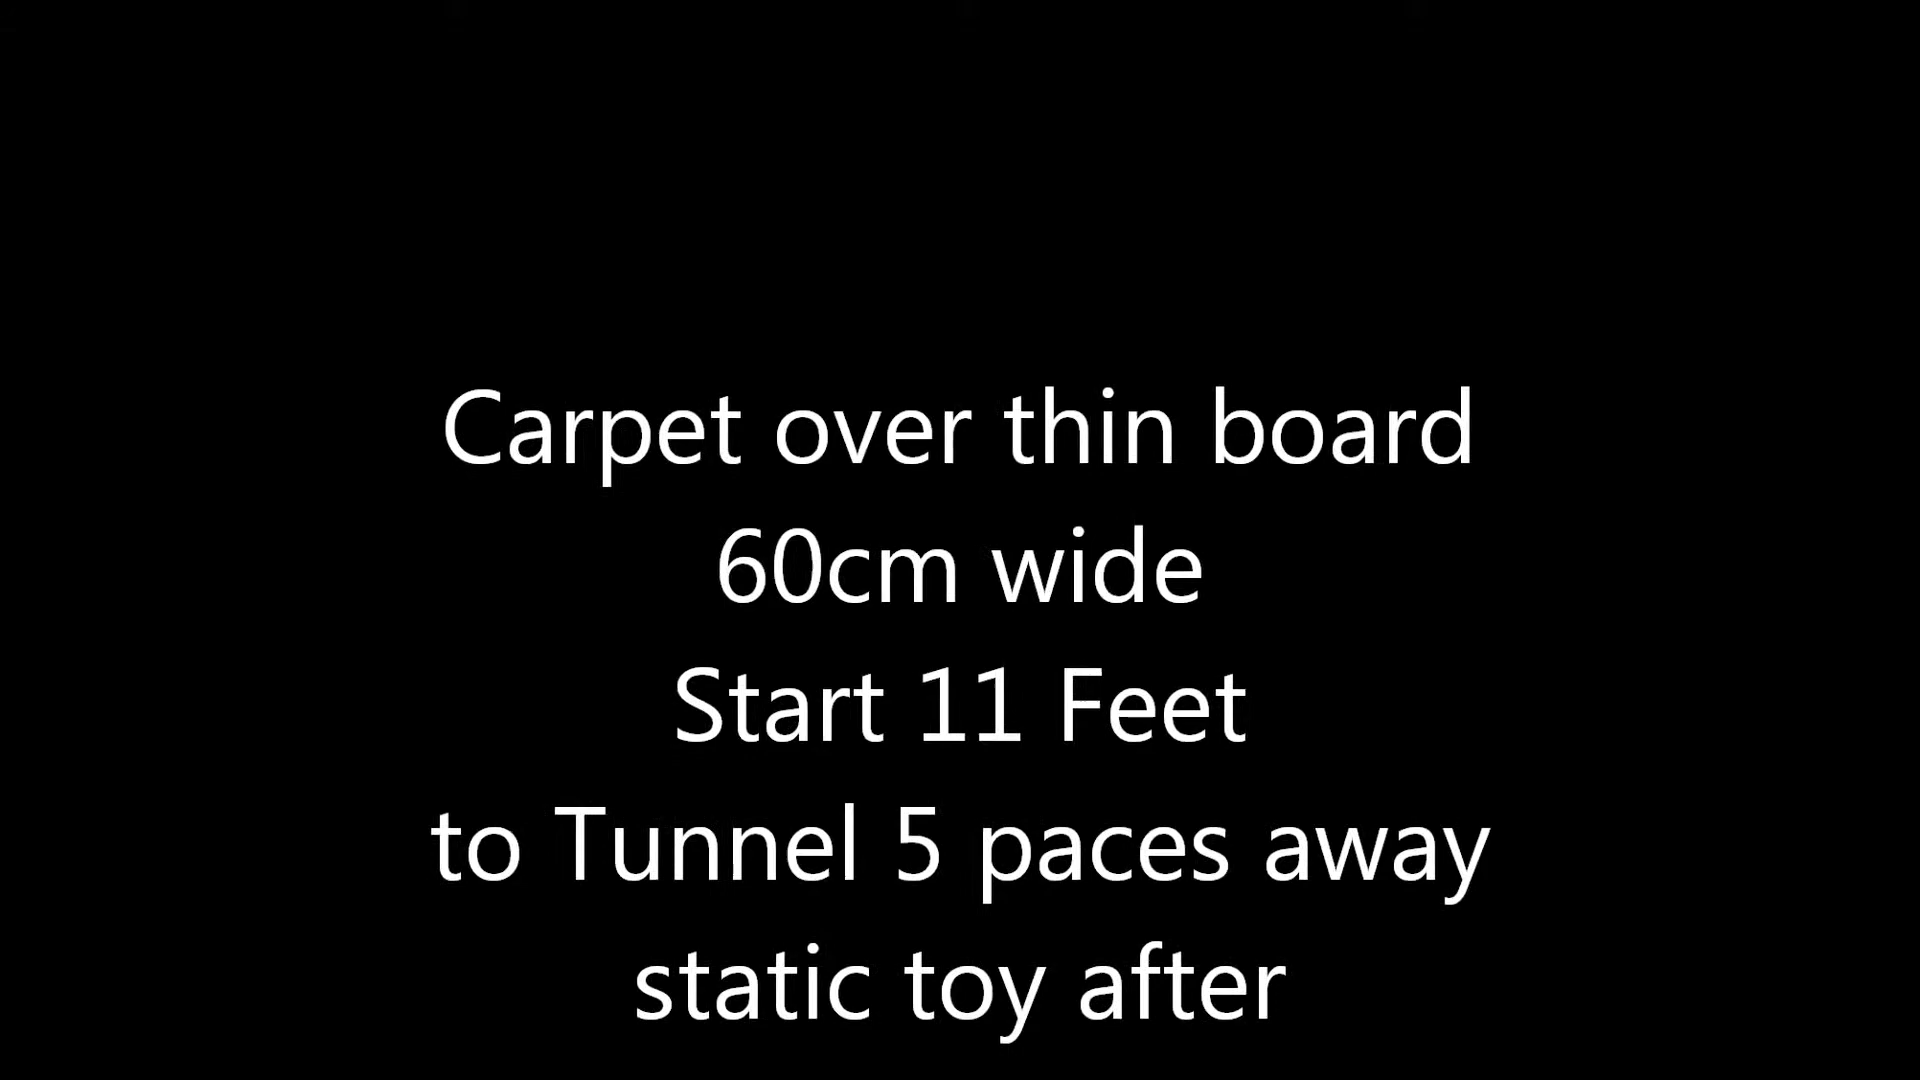 Carpet over thin board
60cm wide
Start 11 Feet
to Tunnel 5 paces away
static toy after